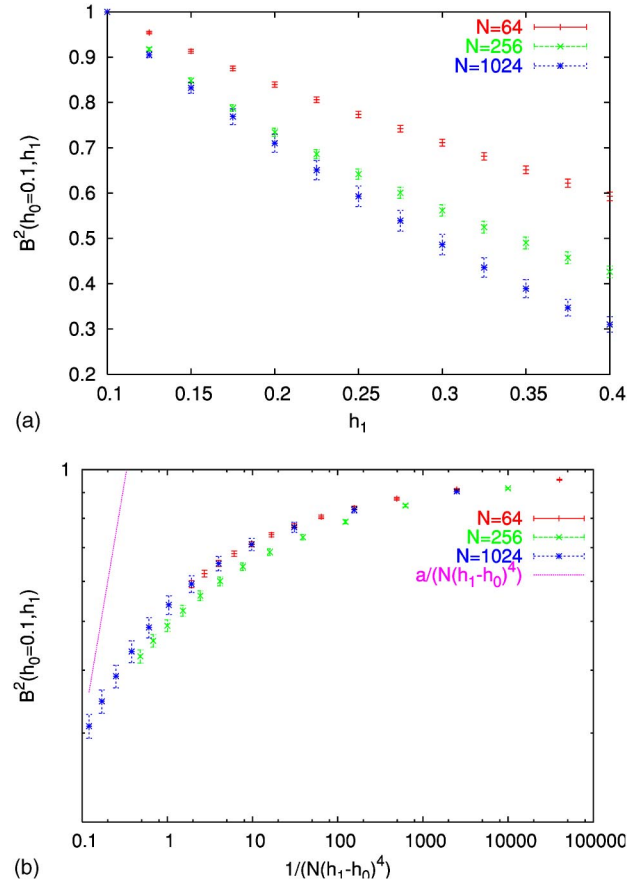 1
0.9
0.8
0.7
0.6
0.5
0.4
0.3
0.2
B²(h₀=0.1,h₁)
N=64
N=256
N=1024
0.1 0.15 0.2 0.25 0.3 0.35 0.4
h₁
(a)
1
B²(h₀=0.1,h₁)
N=64
N=256
N=1024
a/(N(h₁-h₀)⁴)
0.1 1 10 100 1000 10000 100000
1/(N(h₁-h₀)⁴)
(b)